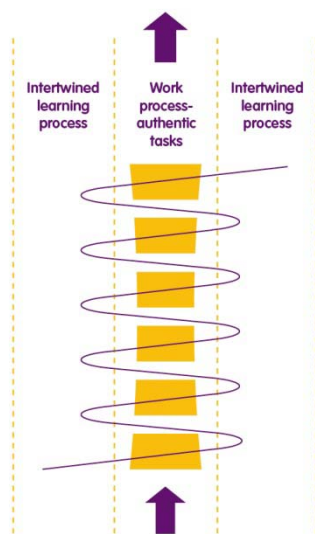 Intertwined
learning
process
Work
process-
authentic
tasks
Intertwined
learning
process